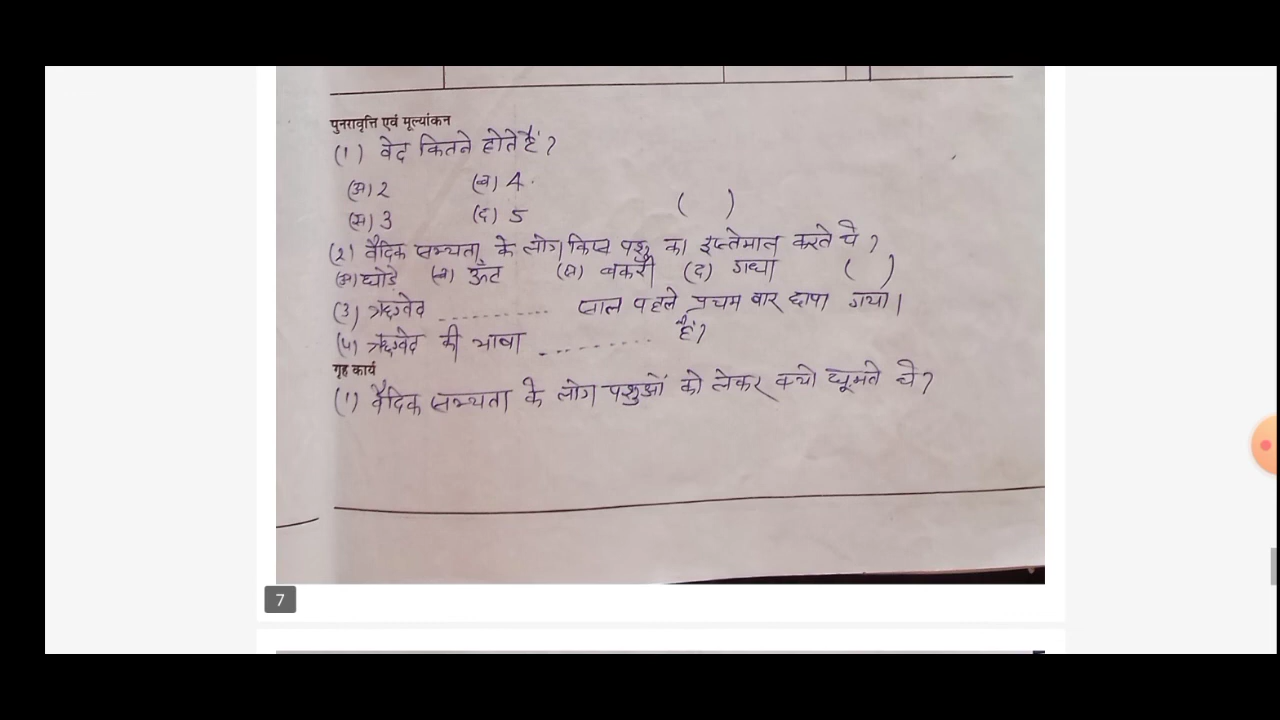 पुनरावृत्ति एवं मूल्यांकन
(1) वेद कितने होते हैं?
(अ) 2 (ब) 4.
(स) 3 (द) 5 ( )
(2) वैदिक सभ्यता के लोग किस पशु का इस्तेमाल करते थे?
(अ) घोड़े (ब) ऊँट (स) बकरी (द) गधा ( )
(3) ऋग्वेद ............ साल पहले प्रथम बार छापा गया।
(4) ऋग्वेद की भाषा ............ हैं?
गृह कार्य
(1) वैदिक सभ्यता के लोग पशुओं को लेकर क्यो घूमते थे?
7